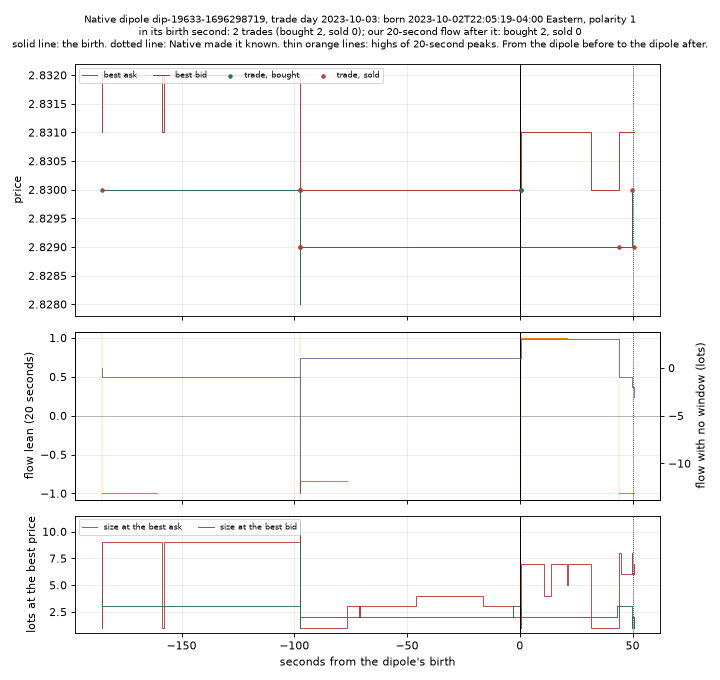 Native dipole dip-19633-1696298719, trade day 2023-10-03: born 2023-10-02T22:05:19-04:00 Eastern, polarity 1
in its birth second: 2 trades (bought 2, sold 0); our 20-second flow after it: bought 2, sold 0
solid line: the birth. dotted line: Native made it known. thin orange lines: highs of 20-second peaks. From the dipole before to the dipole after.
best ask best bid trade, bought trade, sold
2.8320
2.8315
2.8310
2.8305
2.8300
2.8295
2.8290
2.8285
2.8280
price
1.0
0.5
0.0
−0.5
−1.0
flow lean (20 seconds)
0
−5
−10
flow with no window (lots)
size at the best ask size at the best bid
10.0
7.5
5.0
2.5
lots at the best price
−150 −100 −50 0 50
seconds from the dipole's birth